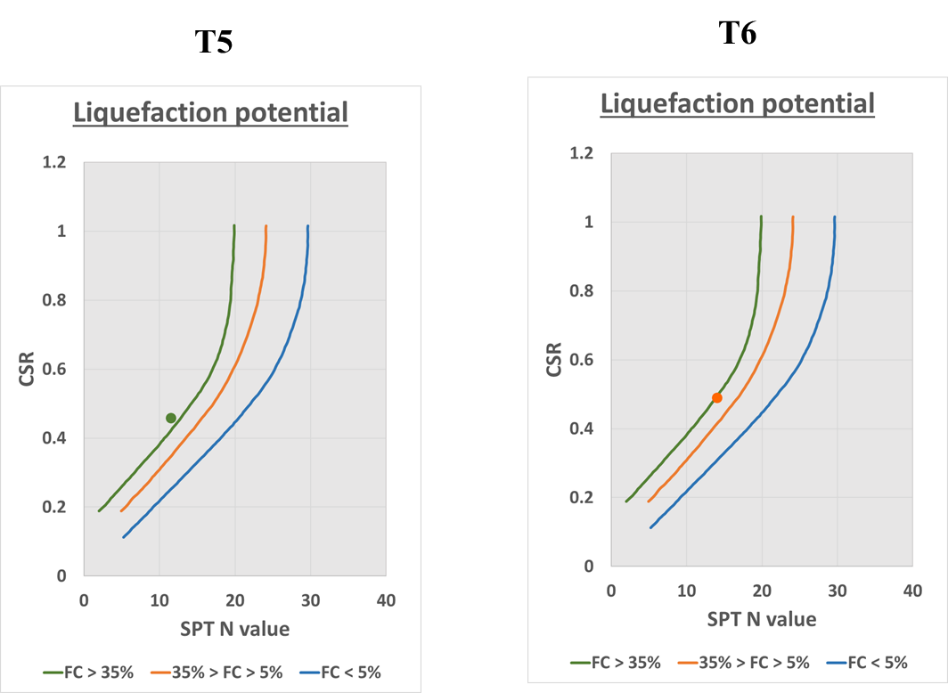 T5
T6
Liquefaction potential
1.2
1
0.8
0.6
0.4
0.2
0
CSR
0
10
20
30
40
SPT N value
FC > 35%
35% > FC > 5%
FC < 5%
Liquefaction potential
1.2
1
0.8
0.6
0.4
0.2
0
CSR
0
10
20
30
40
SPT N value
FC > 35%
35% > FC > 5%
FC < 5%